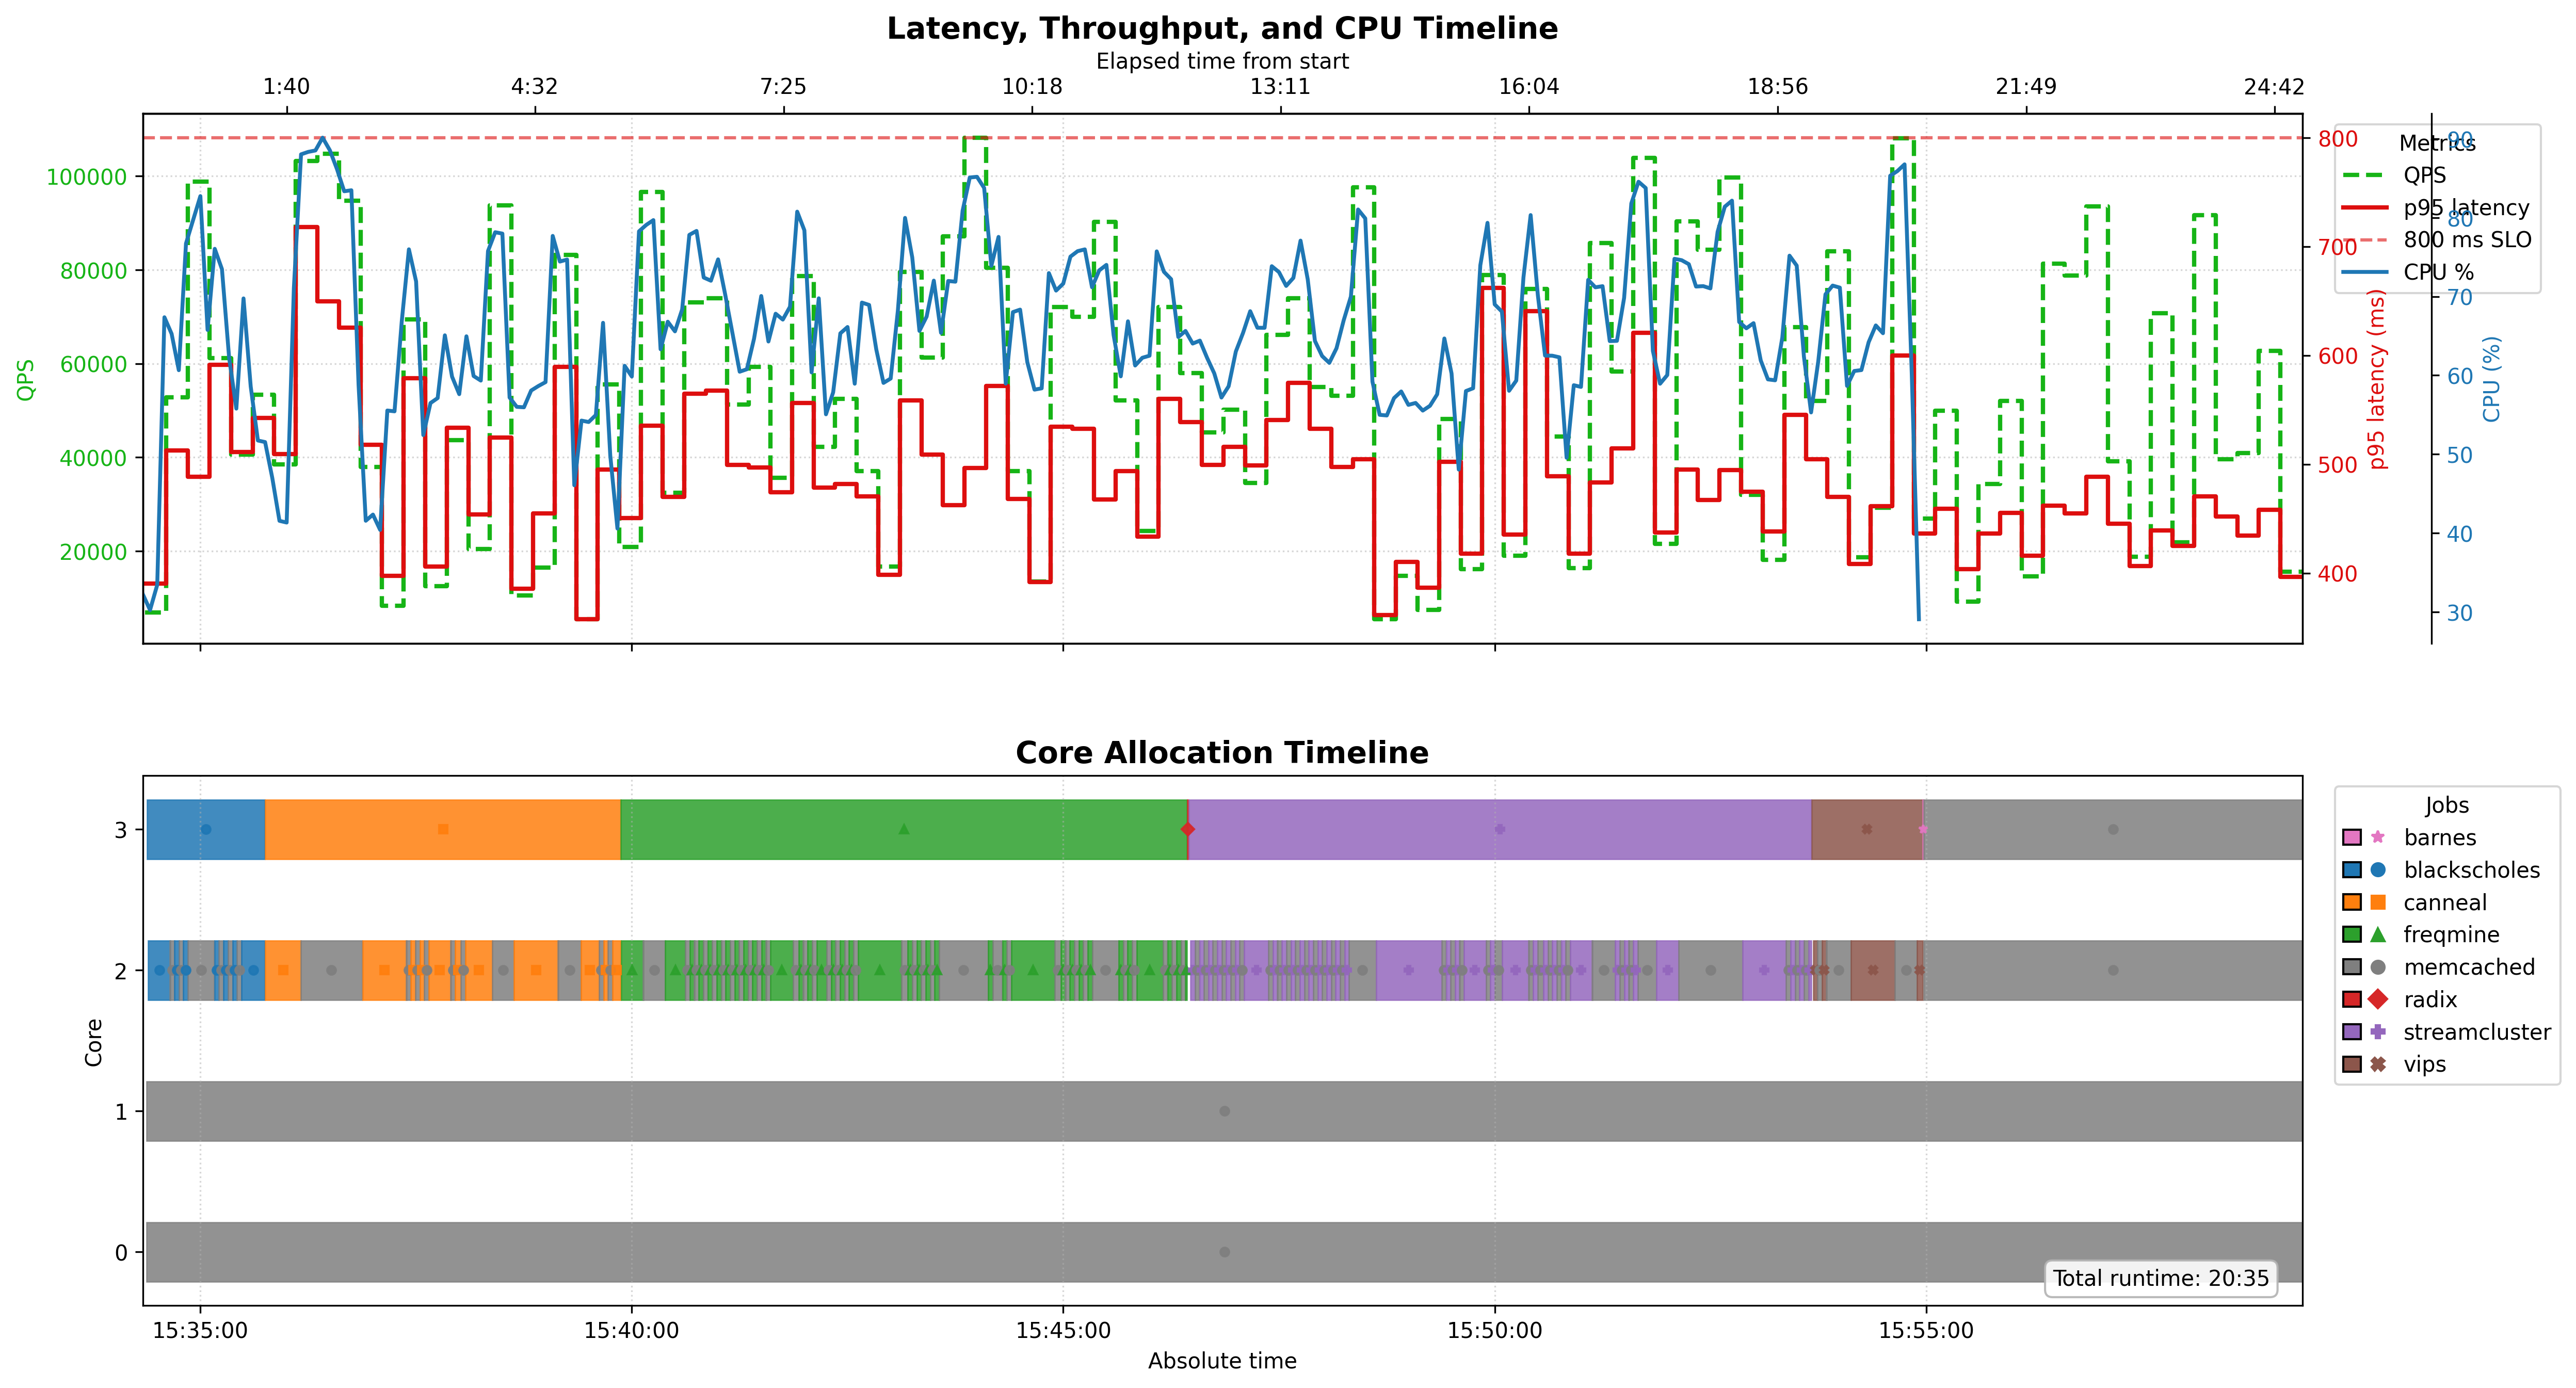 Latency, Throughput, and CPU Timeline
Elapsed time from start
1:40 4:32 7:25 10:18 13:11 16:04 18:56 21:49 24:42
QPS
100000
80000
60000
40000
20000
800
700
600
500
400
p95 latency (ms)
90
80
70
60
50
40
30
CPU (%)
Metrics
QPS
p95 latency
800 ms SLO
CPU %
Core Allocation Timeline
Core
3
2
1
0
Total runtime: 20:35
15:35:00 15:40:00 15:45:00 15:50:00 15:55:00
Absolute time
Jobs
barnes
blackscholes
canneal
freqmine
memcached
radix
streamcluster
vips